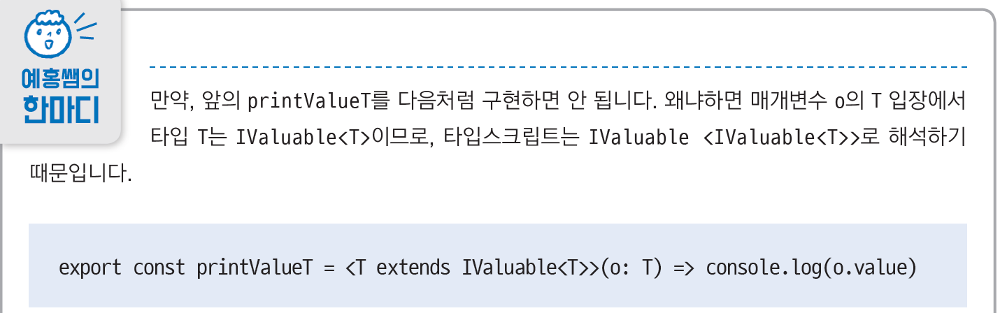 예홍쌤의
한마디
만약, 앞의 printValueT를 다음처럼 구현하면 안 됩니다. 왜냐하면 매개변수 o의 T 입장에서
타입 T는 IValuable<T>이므로, 타입스크립트는 IValuable <IValuable<T>>로 해석하기
때문입니다.
export const printValueT = <T extends IValuable<T>>(o: T) => console.log(o.value)